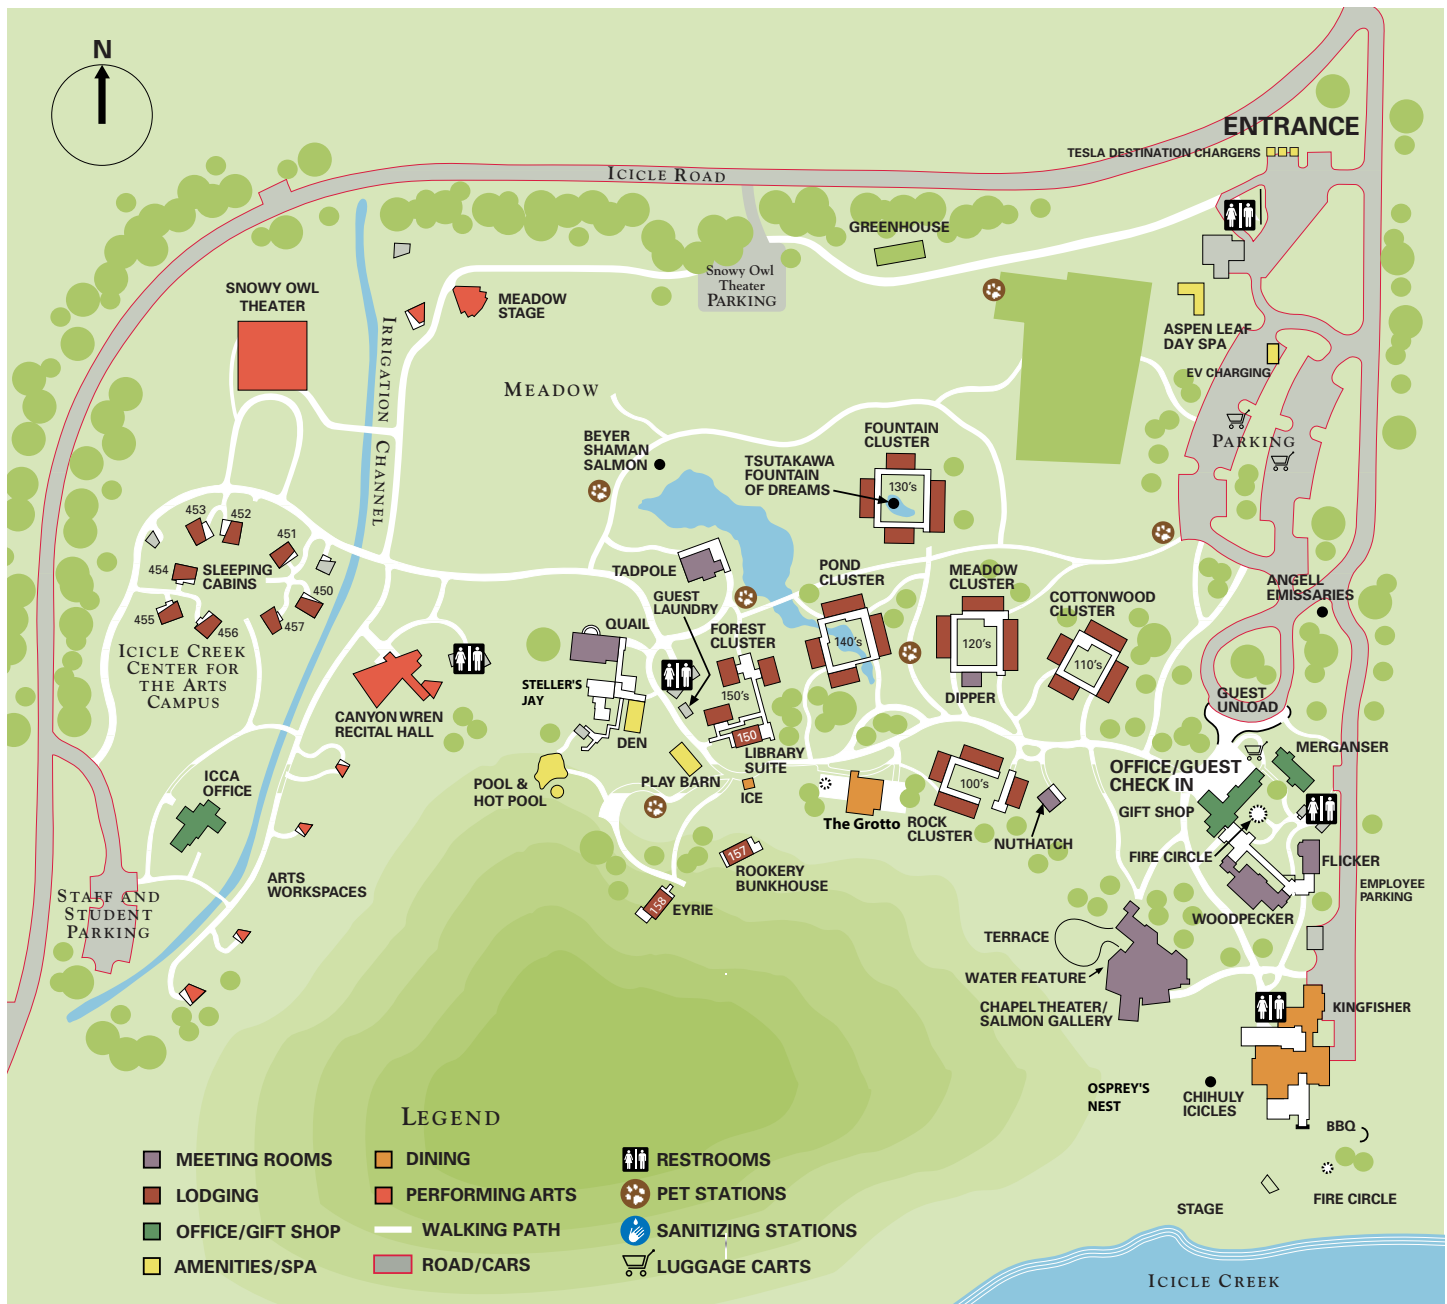 N
ENTRANCE
TESLA DESTINATION CHARGERS
ICICLE ROAD
GREENHOUSE
Snowy Owl
Theater
PARKING
SNOWY OWL
THEATER
MEADOW
STAGE
IRRIGATION CHANNEL
ASPEN LEAF
DAY SPA
EV CHARGING
MEADOW
PARKING
BEYER
SHAMAN
SALMON
TSUTAKAWA
FOUNTAIN
OF DREAMS
FOUNTAIN
CLUSTER
130's
453
452
451
454
SLEEPING
CABINS
450
455
456
457
ICICLE CREEK
CENTER FOR
THE ARTS
CAMPUS
TADPOLE
GUEST
LAUNDRY
POND
CLUSTER
140's
MEADOW
CLUSTER
120's
DIPPER
COTTONWOOD
CLUSTER
110's
ANGELL
EMISSARIES
QUAIL
FOREST
CLUSTER
150's
150
STELLER'S
JAY
DEN
LIBRARY
SUITE
CANYON WREN
RECITAL HALL
GUEST
UNLOAD
MERGANSER
OFFICE/GUEST
CHECK IN
GIFT SHOP
ICCA
OFFICE
POOL &
HOT POOL
PLAY BARN
ICE
The Grotto
ROCK
CLUSTER
100's
NUTHATCH
FIRE CIRCLE
FLICKER
WOODPECKER
EMPLOYEE
PARKING
157
ROOKERY
BUNKHOUSE
158
EYRIE
ARTS
WORKSPACES
STAFF AND
STUDENT
PARKING
TERRACE
WATER FEATURE
CHAPEL THEATER/
SALMON GALLERY
KINGFISHER
OSPREY'S
NEST
CHIHULY
ICICLES
BBQ
FIRE CIRCLE
STAGE
ICICLE CREEK
LEGEND
MEETING ROOMS
LODGING
OFFICE/GIFT SHOP
AMENITIES/SPA
DINING
PERFORMING ARTS
WALKING PATH
ROAD/CARS
RESTROOMS
PET STATIONS
SANITIZING STATIONS
LUGGAGE CARTS